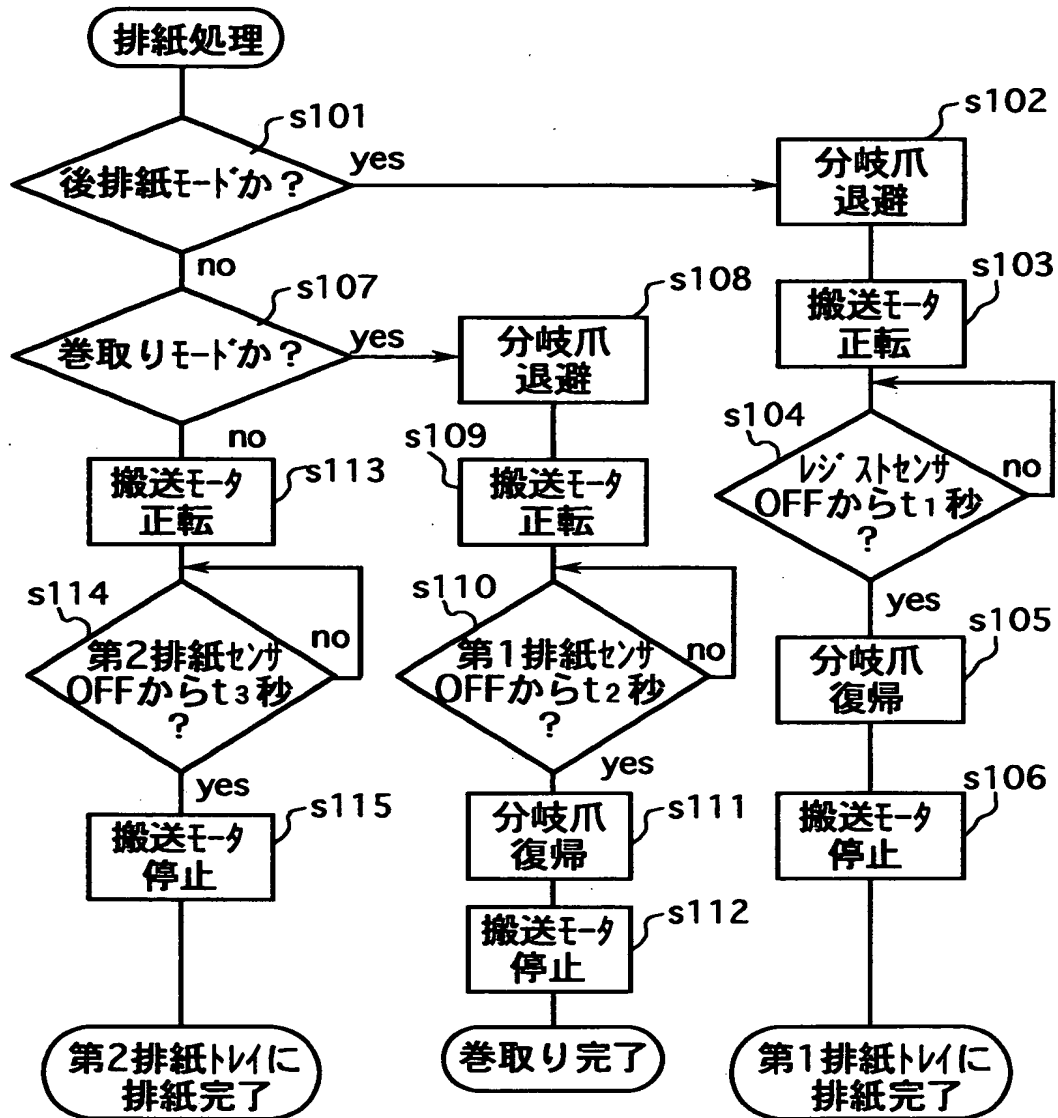 排紙処理
s101
後排紙モードか？
yes
no
s102
分岐爪
退避
s103
搬送モータ
正転
s104
レジストセンサ
OFFからt1秒
？
no
yes
s105
分岐爪
復帰
s106
搬送モータ
停止
第1排紙トレイに
排紙完了
s107
巻取りモードか？
yes
no
s108
分岐爪
退避
s109
搬送モータ
正転
s110
第1排紙センサ
OFFからt2秒
？
no
yes
s111
分岐爪
復帰
s112
搬送モータ
停止
巻取り完了
s113
搬送モータ
正転
s114
第2排紙センサ
OFFからt3秒
？
no
yes
s115
搬送モータ
停止
第2排紙トレイに
排紙完了